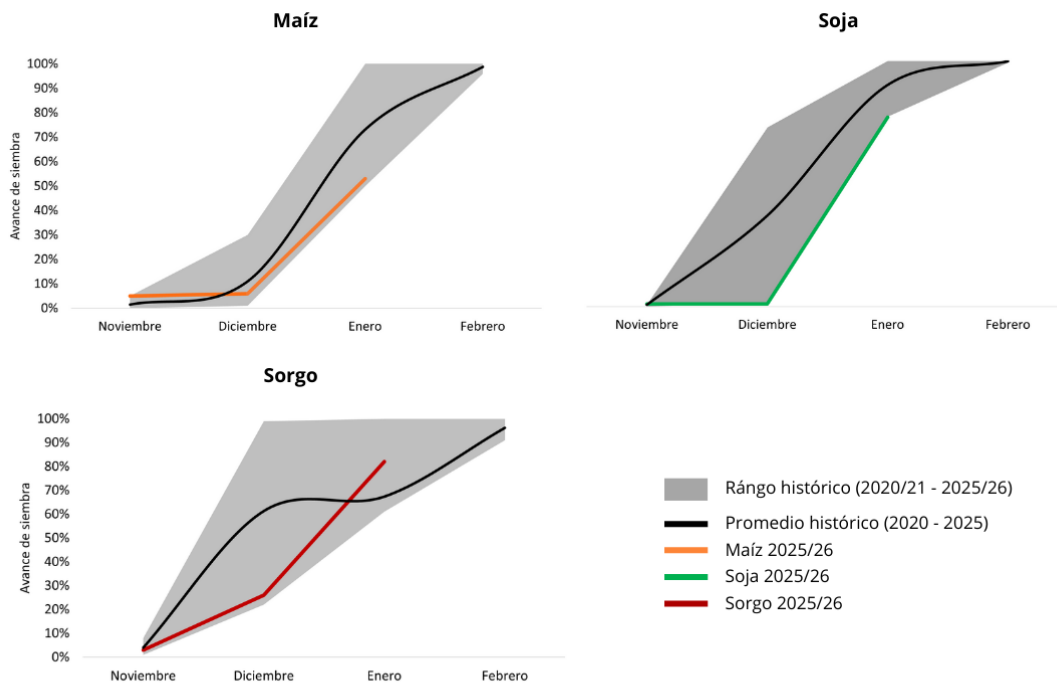 Maíz
Avance de siembra
100%
90%
80%
70%
60%
50%
40%
30%
20%
10%
0%
Noviembre Diciembre Enero Febrero
Soja
Noviembre Diciembre Enero Febrero
Sorgo
Avance de siembra
100%
90%
80%
70%
60%
50%
40%
30%
20%
10%
0%
Noviembre Diciembre Enero Febrero
Rángo histórico (2020/21 - 2025/26)
Promedio histórico (2020 - 2025)
Maíz 2025/26
Soja 2025/26
Sorgo 2025/26